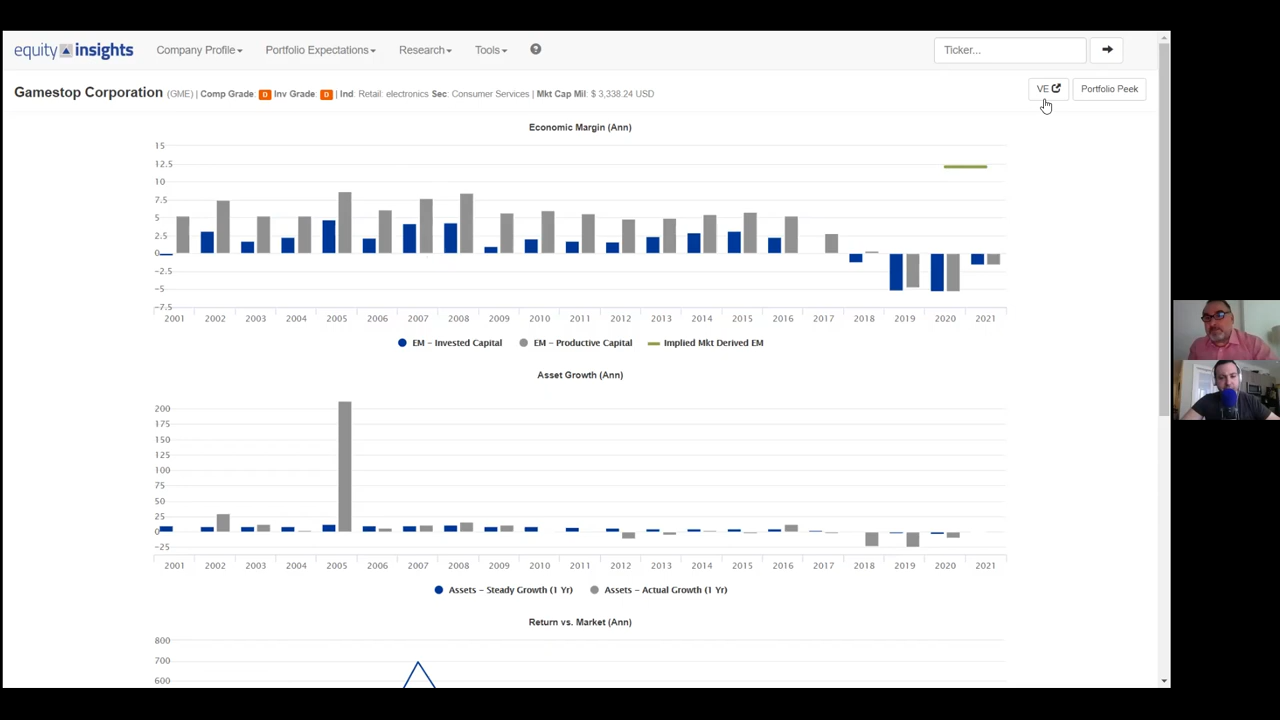 equity insights Company Profile Portfolio Expectations Research Tools ? Ticker...
Gamestop Corporation (GME) | Comp Grade: D Inv Grade: D | Ind: Retail: electronics Sec: Consumer Services | Mkt Cap Mil: $ 3,338.24 USD VE Portfolio Peek
Economic Margin (Ann)
15
12.5
10
7.5
5
2.5
0
-2.5
-5
-7.5
2001 2002 2003 2004 2005 2006 2007 2008 2009 2010 2011 2012 2013 2014 2015 2016 2017 2018 2019 2020 2021
EM – Invested Capital EM – Productive Capital Implied Mkt Derived EM
Asset Growth (Ann)
200
175
150
125
100
75
50
25
0
-25
2001 2002 2003 2004 2005 2006 2007 2008 2009 2010 2011 2012 2013 2014 2015 2016 2017 2018 2019 2020 2021
Assets – Steady Growth (1 Yr) Assets – Actual Growth (1 Yr)
Return vs. Market (Ann)
800
700
600